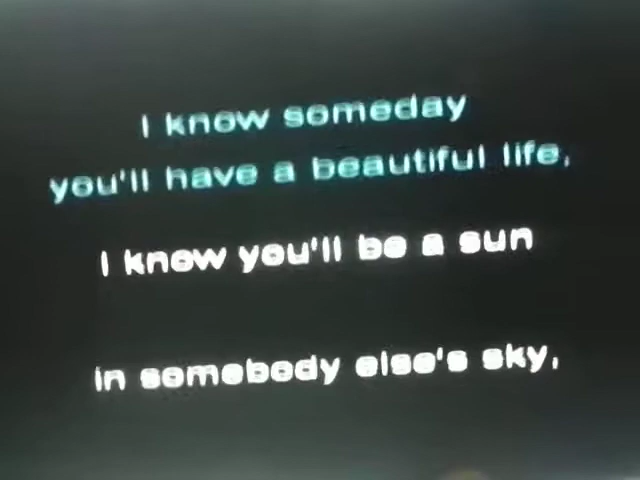 I know someday
you'll have a beautiful life,
I know you'll be a sun
in somebody else's sky,